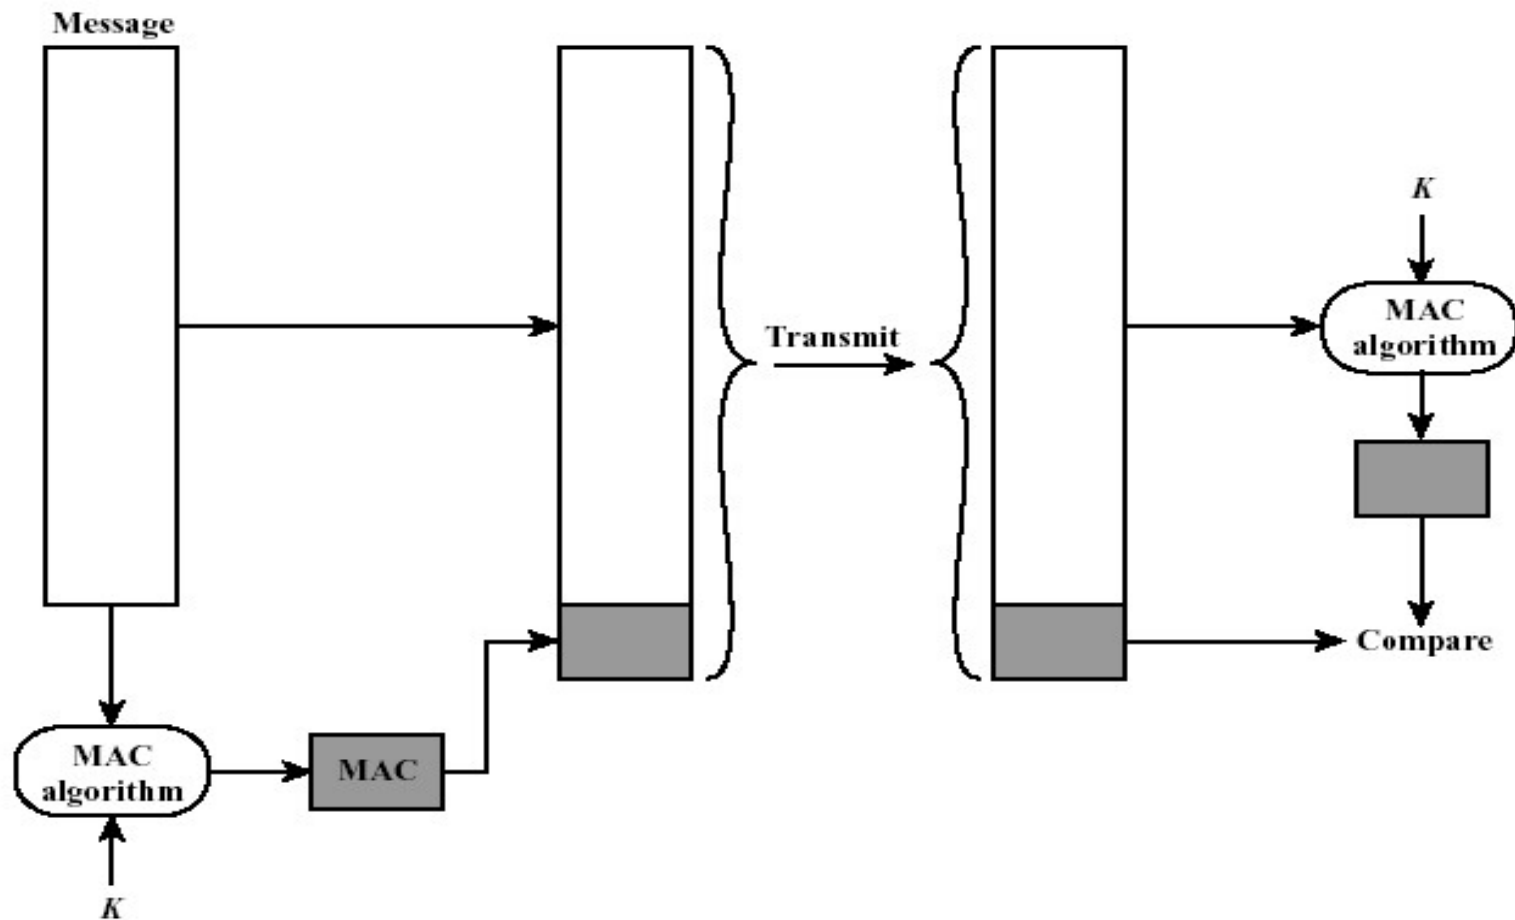 Message
K
MAC
algorithm
Transmit
Compare
MAC
algorithm
MAC
K